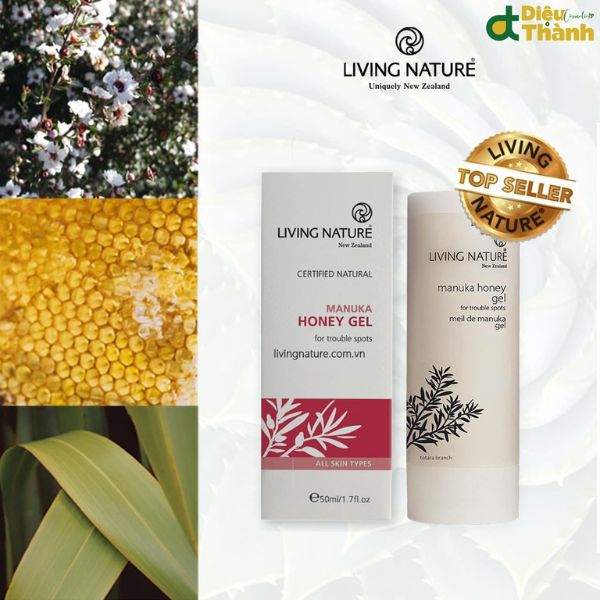 Diệu
Cosmetics
Thành
LIVING NATURE®
Uniquely New Zealand
LIVING
TOP SELLER
NATURE®
LIVING NATURE®
New Zealand
CERTIFIED NATURAL
MANUKA
HONEY GEL
for trouble spots
livingnature.com.vn
ALL SKIN TYPES
℮50ml/1.7fl.oz
LIVING NATURE®
New Zealand
manuka honey
gel
for trouble spots
meil de manuka
gel
totara branch